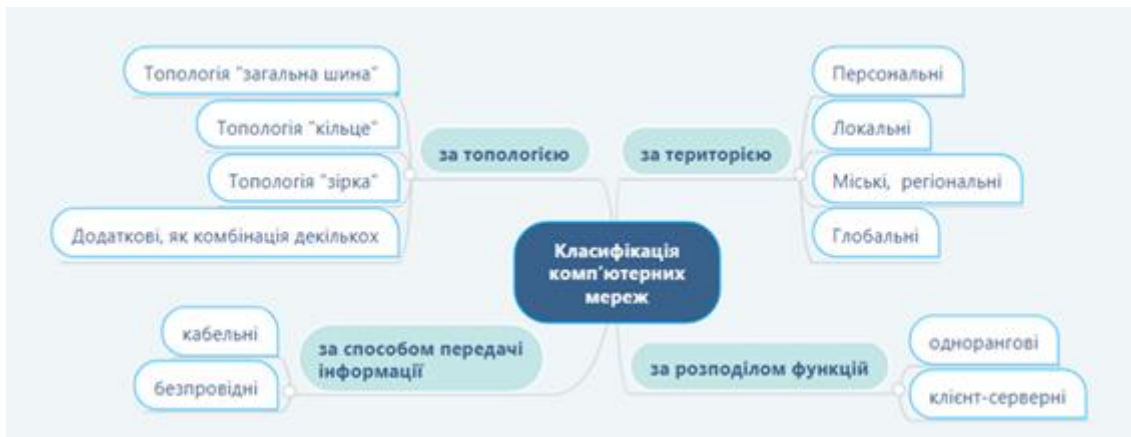 Топологія "загальна шина"
Топологія "кільце"
Топологія "зірка"
Додаткові, як комбінація декількох
за топологією
за територією
Персональні
Локальні
Міські, регіональні
Глобальні
Класифікація
комп'ютерних
мереж
кабельні
безпровідні
за способом передачі
інформації
за розподілом функцій
однорангові
клієнт-серверні